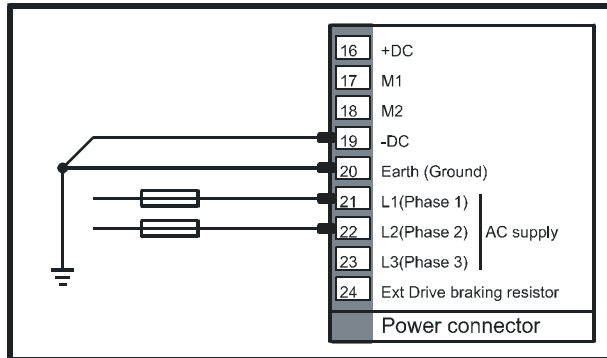 16 +DC
17 M1
18 M2
19 -DC
20 Earth (Ground)
21 L1(Phase 1)
22 L2(Phase 2) AC supply
23 L3(Phase 3)
24 Ext Drive braking resistor
Power connector